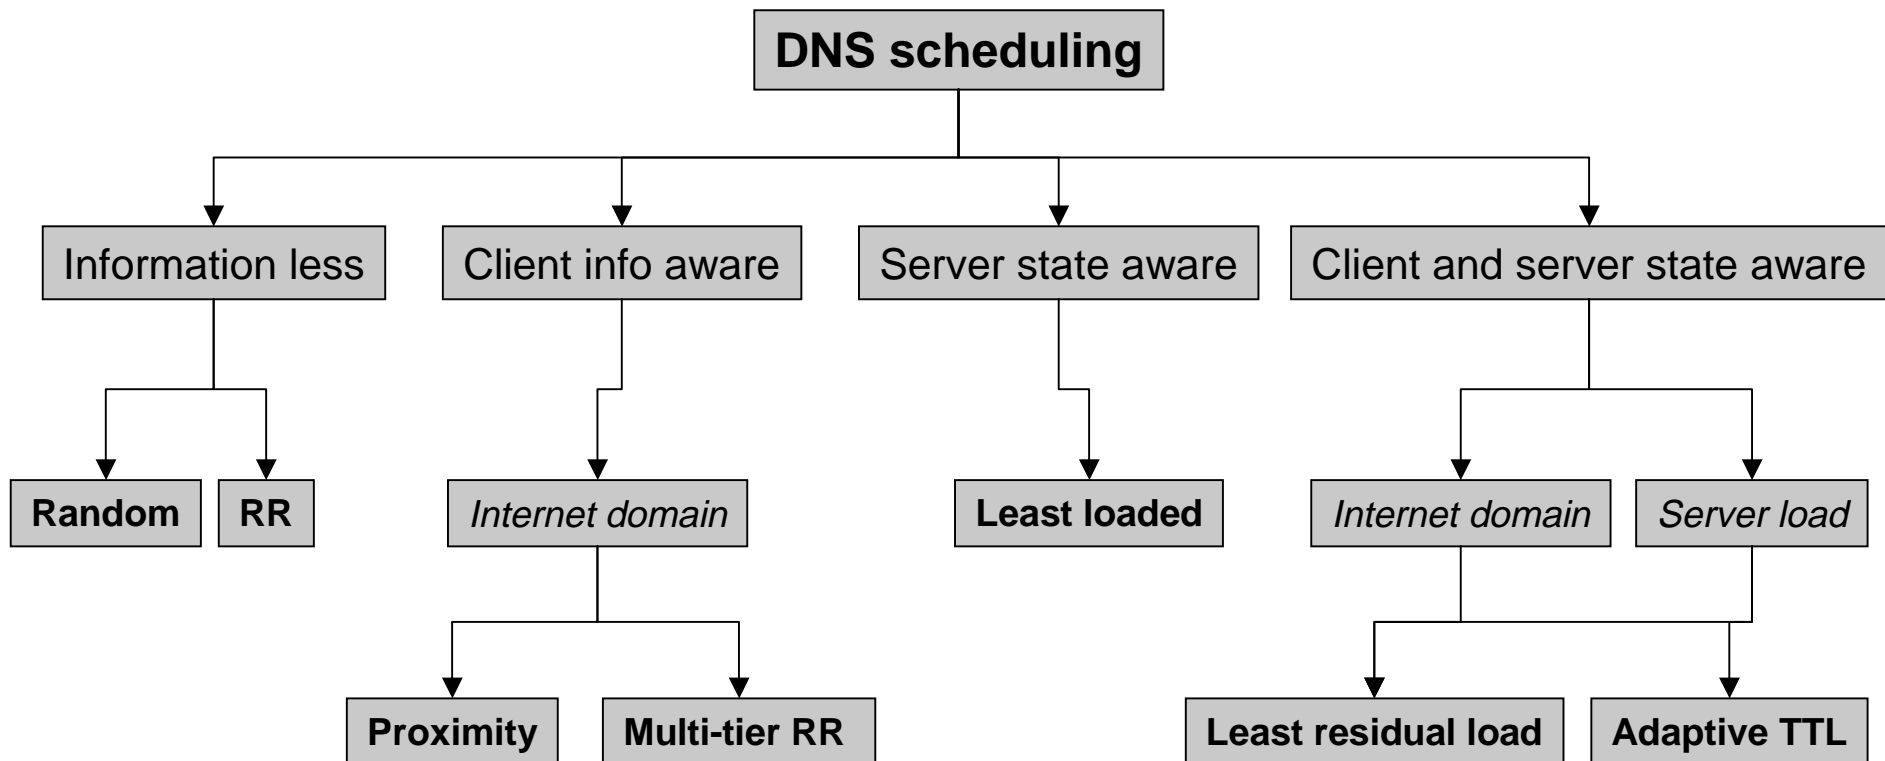 DNS scheduling
Information less
Client info aware
Server state aware
Client and server state aware
Random
RR
Internet domain
Least loaded
Internet domain
Server load
Proximity
Multi-tier RR
Least residual load
Adaptive TTL